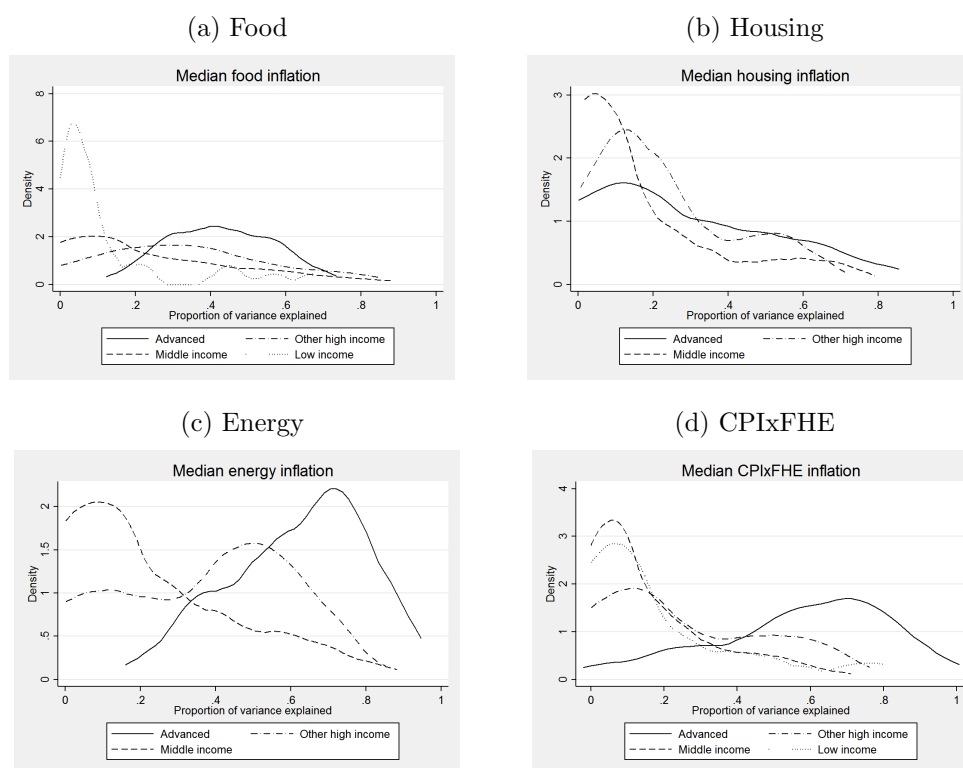 (a) Food
Median food inflation
8
6
4
2
0
Density
0 .2 .4 .6 .8 1
Proportion of variance explained
Advanced Other high income
Middle income Low income
(b) Housing
Median housing inflation
3
2
1
0
Density
0 .2 .4 .6 .8 1
Proportion of variance explained
Advanced Other high income
Middle income
(c) Energy
Median energy inflation
2
1.5
1
.5
0
Density
0 .2 .4 .6 .8 1
Proportion of variance explained
Advanced Other high income
Middle income
(d) CPIxFHE
Median CPIxFHE inflation
4
3
2
1
0
Density
0 .2 .4 .6 .8 1
Proportion of variance explained
Advanced Other high income
Middle income Low income